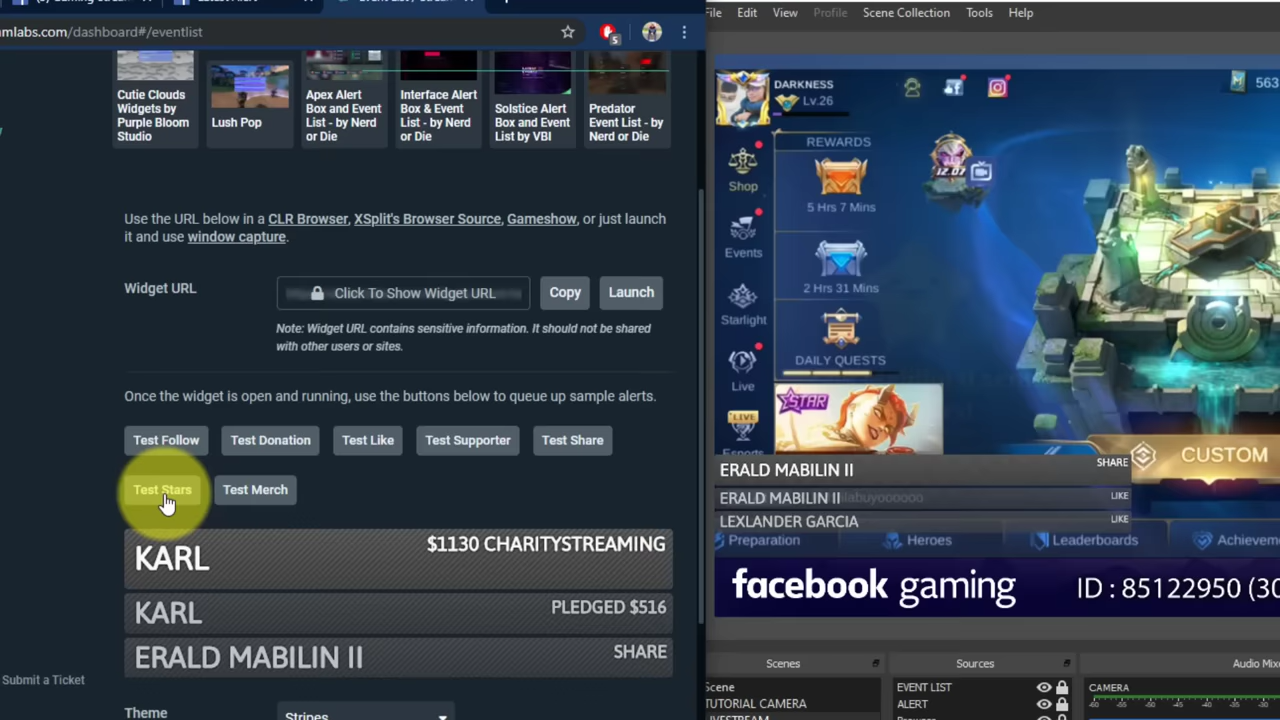 mlabs.com/dashboard#/eventlist
5
Cutie Clouds
Widgets by
Purple Bloom
Studio
Lush Pop
Apex Alert
Box and Event
List - by Nerd
or Die
Interface Alert
Box & Event
List - by Nerd
or Die
Solstice Alert
Box and Event
List by VBI
Predator
Event List - by
Nerd or Die
Use the URL below in a CLR Browser, XSplit's Browser Source, Gameshow, or just launch
it and use window capture.
Widget URL
Click To Show Widget URL
Copy
Launch
Note: Widget URL contains sensitive information. It should not be shared
with other users or sites.
Once the widget is open and running, use the buttons below to queue up sample alerts.
Test Follow
Test Donation
Test Like
Test Supporter
Test Share
Test Stars
Test Merch
KARL
$1130 CHARITYSTREAMING
KARL
PLEDGED $516
ERALD MABILIN II
SHARE
Submit a Ticket
Theme
Stripes
File Edit View Profile Scene Collection Tools Help
DARKNESS
Lv.26
563
REWARDS
5 Hrs 7 Mins
2 Hrs 31 Mins
DAILY QUESTS
Shop
Events
Starlight
Live
LIVE
Esports
12.07
STAR
CUSTOM
ERALD MABILIN II
SHARE
ERALD MABILIN II
LIKE
LEXLANDER GARCIA
LIKE
Preparation
Heroes
Leaderboards
Achievem
facebook gaming
ID : 85122950 (30
Scenes
Sources
Audio Mixe
Scene
TUTORIAL CAMERA
LIVESTREAM
EVENT LIST
ALERT
CAMERA